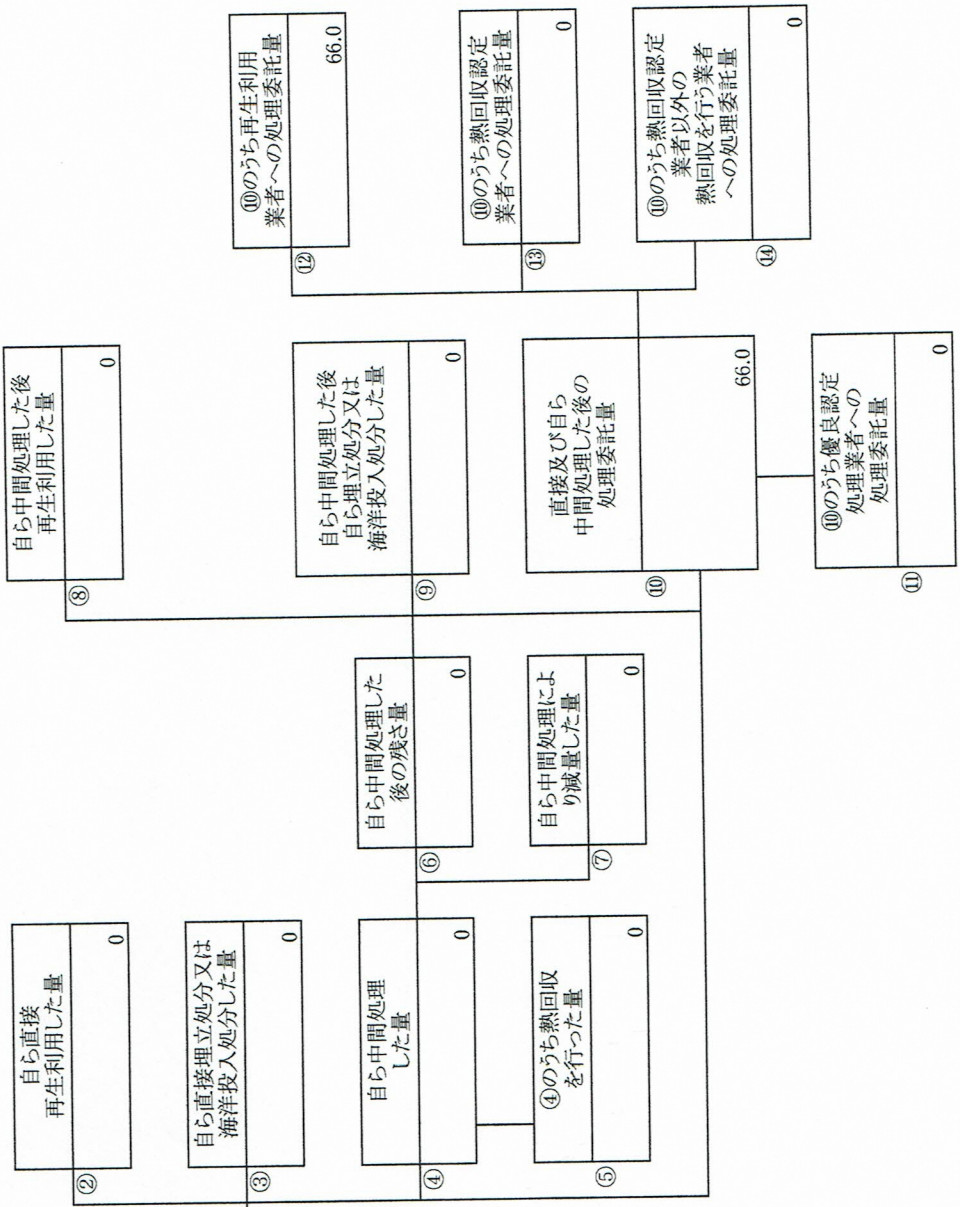 ②
自ら直接
再生利用した量
0
③
自ら直接埋立処分又は
海洋投入処分した量
0
④
自ら中間処理
した量
0
⑤
④のうち熱回収
を行った量
0
⑥
自ら中間処理した
後の残さ量
0
⑦
自ら中間処理によ
り減量した量
0
⑧
自ら中間処理した後
再生利用した量
0
⑨
自ら中間処理した後
自ら埋立処分又は
海洋投入処分した量
0
⑩
直接及び自ら
中間処理した後の
処理委託量
66.0
⑪
⑩のうち優良認定
処理業者への
処理委託量
0
⑫
⑩のうち再生利用
業者への処理委託量
66.0
⑬
⑩のうち熱回収認定
業者への処理委託量
0
⑭
⑩のうち熱回収認定
業者以外の
熱回収を行う業者
への処理委託量
0